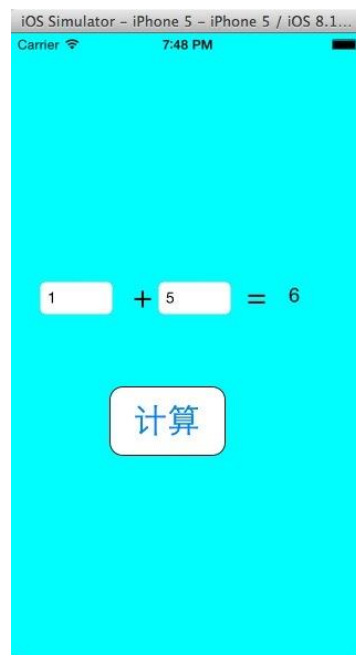 iOS Simulator – iPhone 5 – iPhone 5 / iOS 8.1...
Carrier 7:48 PM
1 + 5 = 6
计算